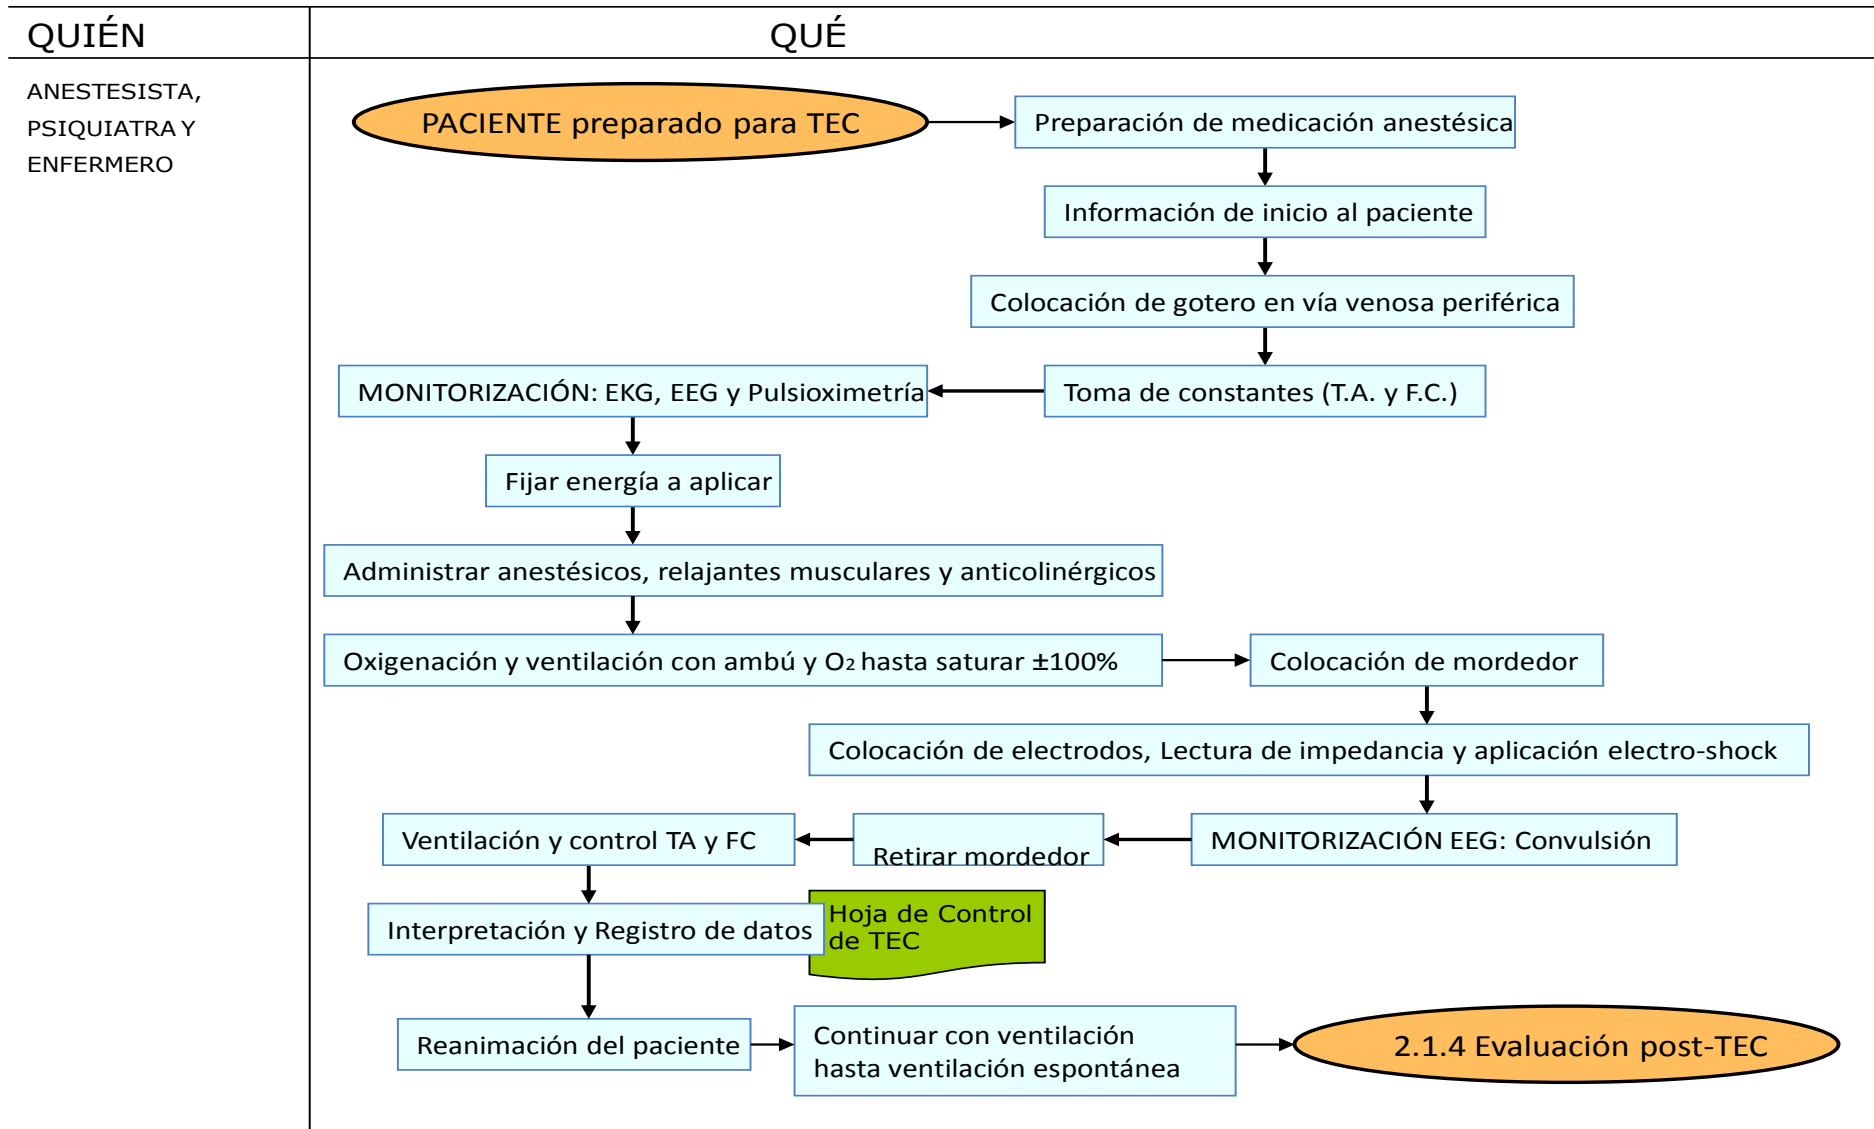 QUIÉN
QUÉ
ANESTESISTA,
PSIQUIATRA Y
ENFERMERO
PACIENTE preparado para TEC
Preparación de medicación anestésica
Información de inicio al paciente
Colocación de gotero en vía venosa periférica
Toma de constantes (T.A. y F.C.)
MONITORIZACIÓN: EKG, EEG y Pulsioximetría
Fijar energía a aplicar
Administrar anestésicos, relajantes musculares y anticolinérgicos
Oxigenación y ventilación con ambú y O2 hasta saturar ±100%
Colocación de mordedor
Colocación de electrodos, Lectura de impedancia y aplicación electro-shock
MONITORIZACIÓN EEG: Convulsión
Retirar mordedor
Ventilación y control TA y FC
Interpretación y Registro de datos
Hoja de Control
de TEC
Reanimación del paciente
Continuar con ventilación
hasta ventilación espontánea
2.1.4 Evaluación post-TEC